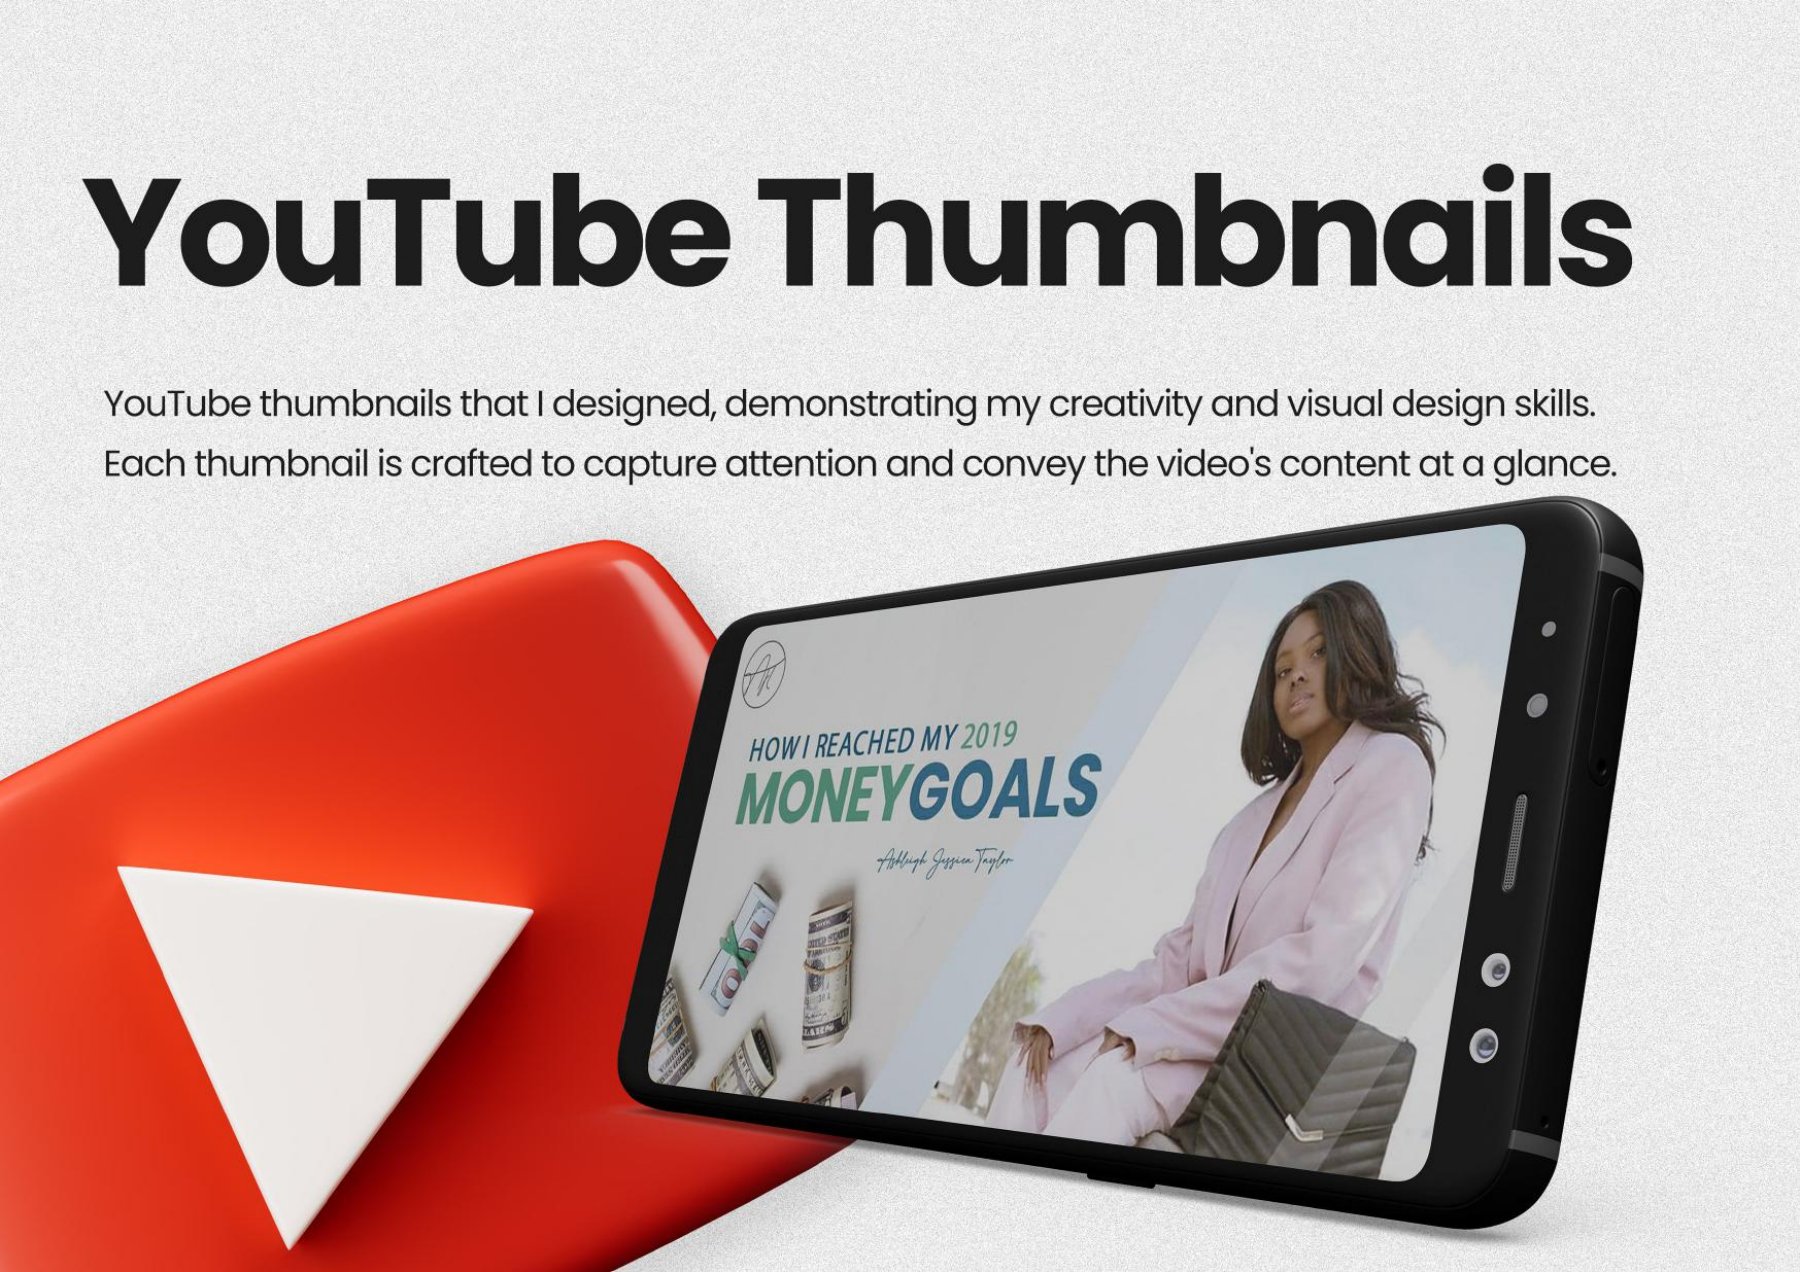 YouTube Thumbnails
YouTube thumbnails that I designed, demonstrating my creativity and visual design skills.
Each thumbnail is crafted to capture attention and convey the video's content at a glance.
HOW I REACHED MY 2019
MONEYGOALS
Ashleigh Jessica Taylor